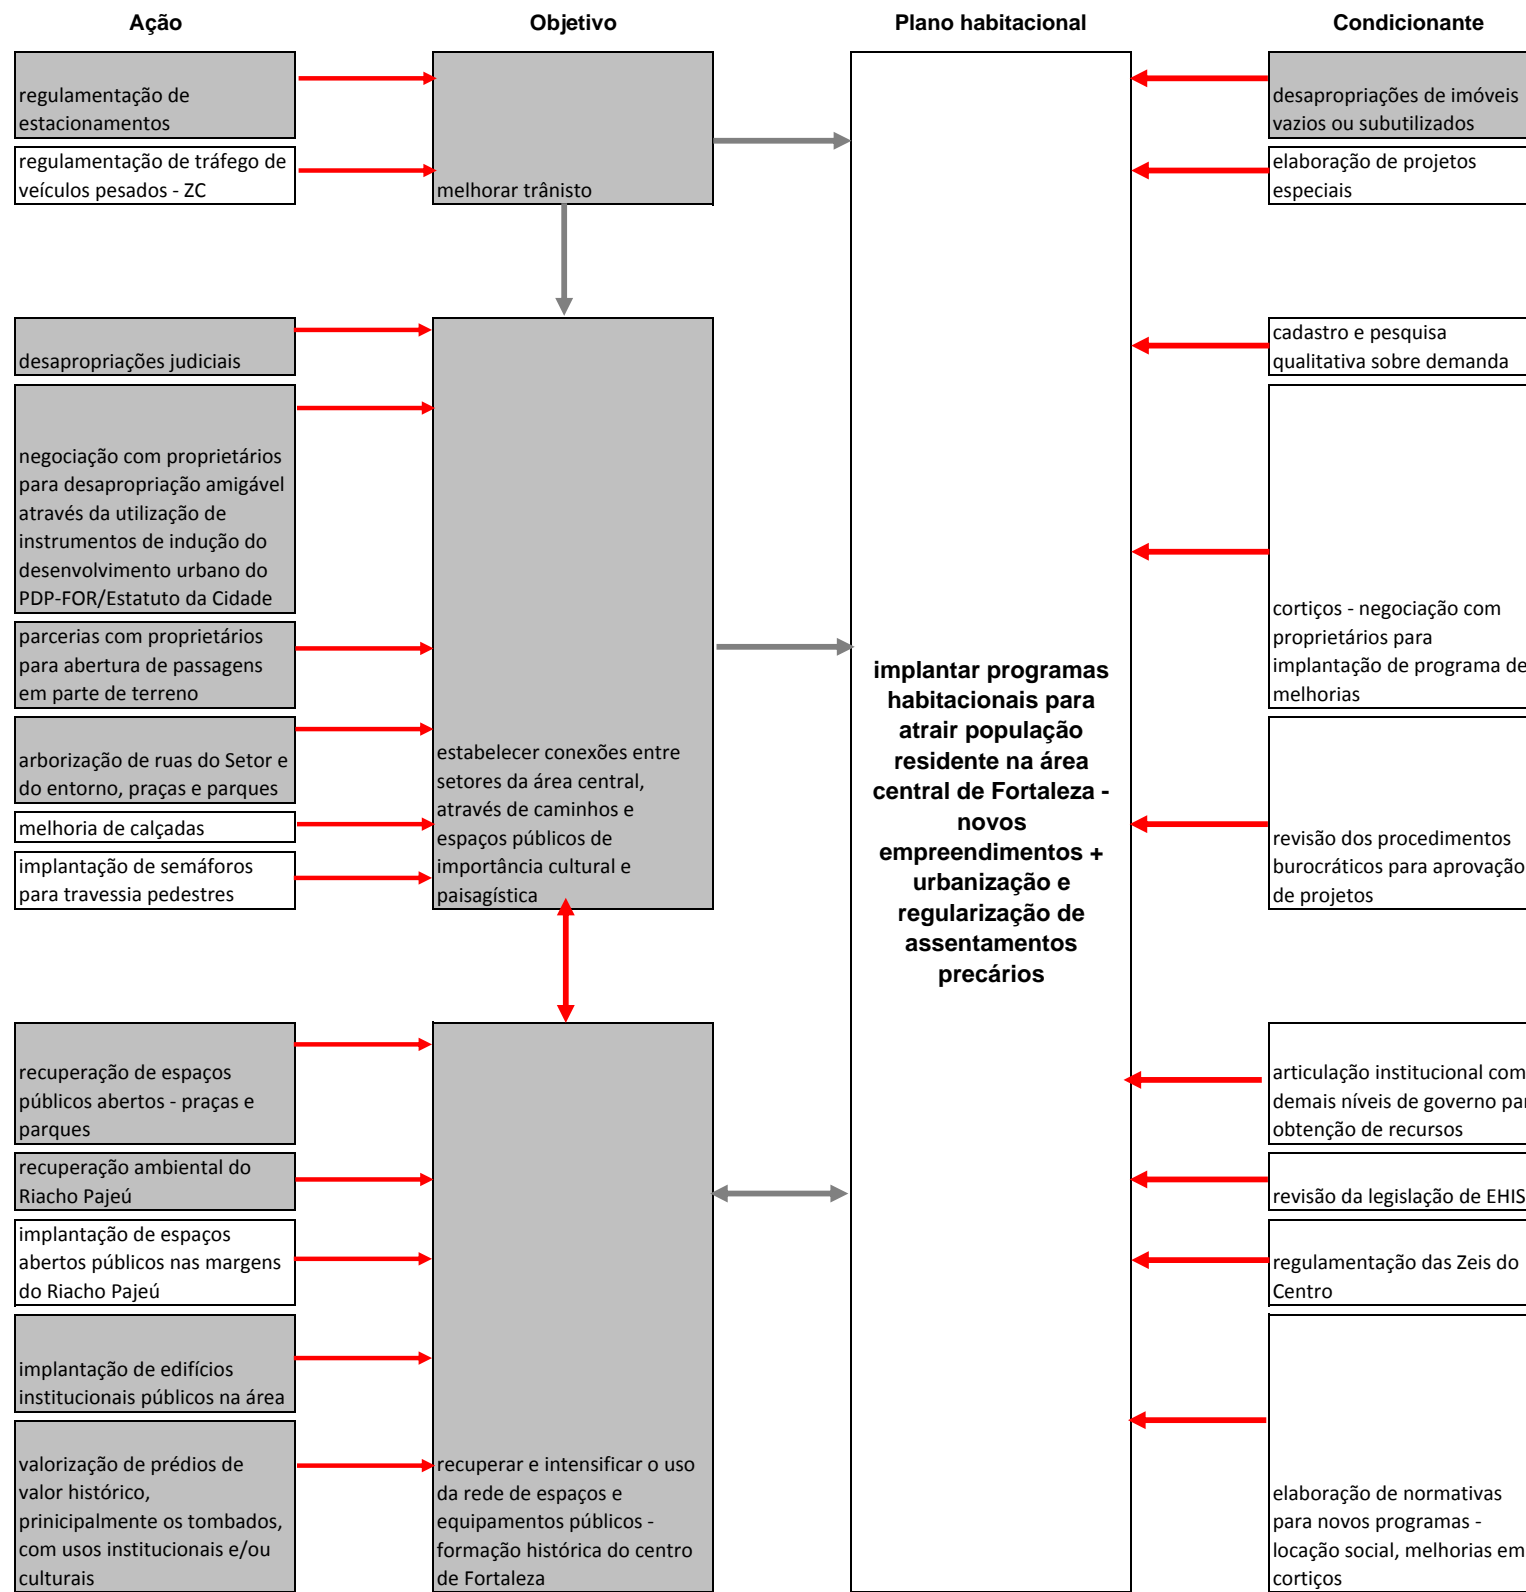 Ação
Objetivo
Plano habitacional
Condicionante
regulamentação de
estacionamentos
regulamentação de tráfego de
veículos pesados - ZC
melhorar trânisto
desapropriações de imóveis
vazios ou subutilizados
elaboração de projetos
especiais
desapropriações judiciais
negociação com proprietários
para desapropriação amigável
através da utilização de
instrumentos de indução do
desenvolvimento urbano do
PDP-FOR/Estatuto da Cidade
parcerias com proprietários
para abertura de passagens
em parte de terreno
arborização de ruas do Setor e
do entorno, praças e parques
melhoria de calçadas
implantação de semáforos
para travessia pedestres
estabelecer conexões entre
setores da área central,
através de caminhos e
espaços públicos de
importância cultural e
paisagística
implantar programas
habitacionais para
atrair população
residente na área
central de Fortaleza -
novos
empreendimentos +
urbanização e
regularização de
assentamentos
precários
cadastro e pesquisa
qualitativa sobre demanda
cortiços - negociação com
proprietários para
implantação de programa de
melhorias
revisão dos procedimentos
burocráticos para aprovação
de projetos
recuperação de espaços
públicos abertos - praças e
parques
recuperação ambiental do
Riacho Pajeú
implantação de espaços
abertos públicos nas margens
do Riacho Pajeú
implantação de edifícios
institucionais públicos na área
valorização de prédios de
valor histórico,
prinicipalmente os tombados,
com usos institucionais e/ou
culturais
recuperar e intensificar o uso
da rede de espaços e
equipamentos públicos -
formação histórica do centro
de Fortaleza
articulação institucional com
demais níveis de governo par
obtenção de recursos
revisão da legislação de EHIS
regulamentação das Zeis do
Centro
elaboração de normativas
para novos programas -
locação social, melhorias em
cortiços